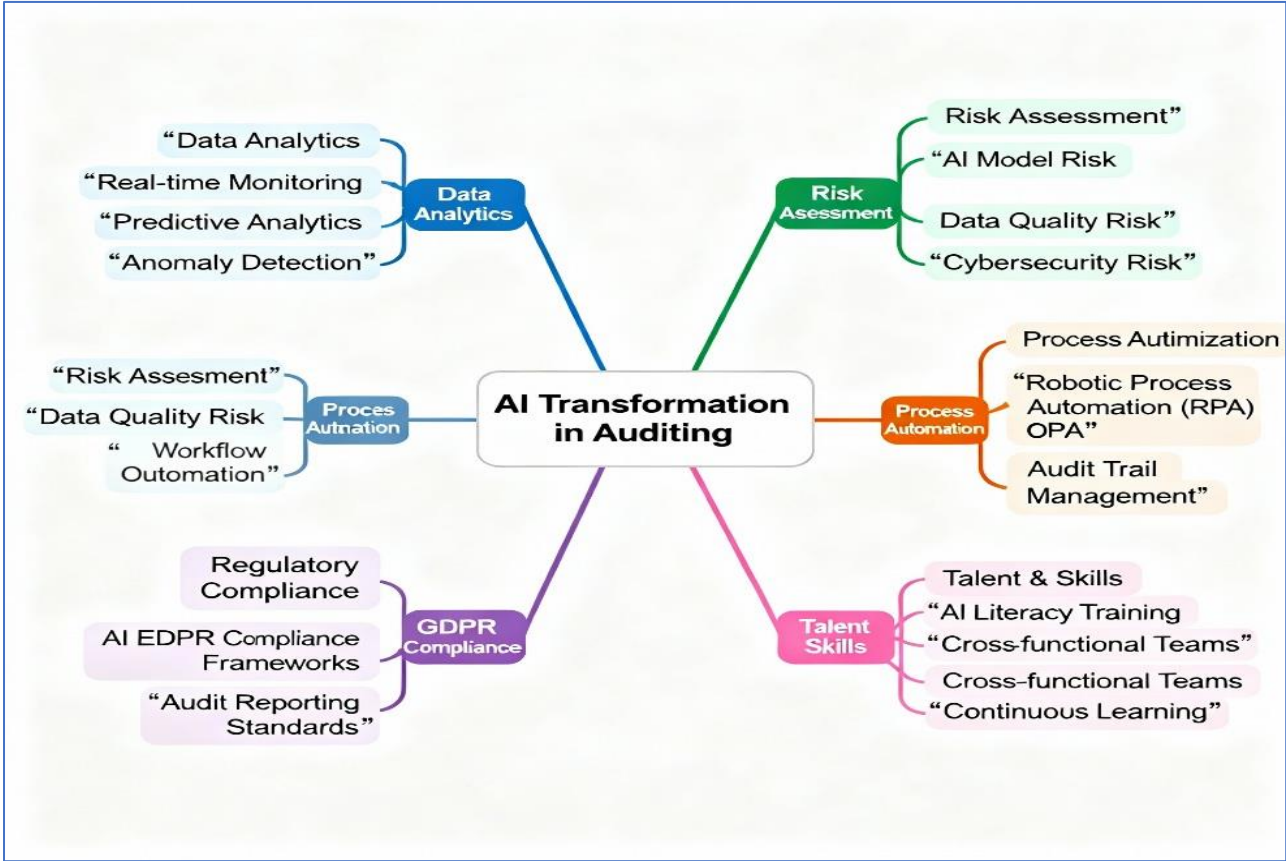 “Data Analytics
“Real-time Monitoring
“Predictive Analytics
“Anomaly Detection”
Data
Analytics
Risk
Asessment
Risk Assessment”
“AI Model Risk
Data Quality Risk”
“Cybersecurity Risk”
“Risk Assesment”
“Data Quality Risk
“ Workflow
Outomation”
Proces
Autnation
AI Transformation
in Auditing
Process
Automation
Process Autimization
“Robotic Process
Automation (RPA)
OPA”
Audit Trail
Management”
Regulatory
Compliance
AI EDPR Compliance
Frameworks
“Audit Reporting
Standards”
GDPR
Compliance
Talent
Skills
Talent & Skills
“AI Literacy Training
“Cross-functional Teams”
Cross-functional Teams
“Continuous Learning”